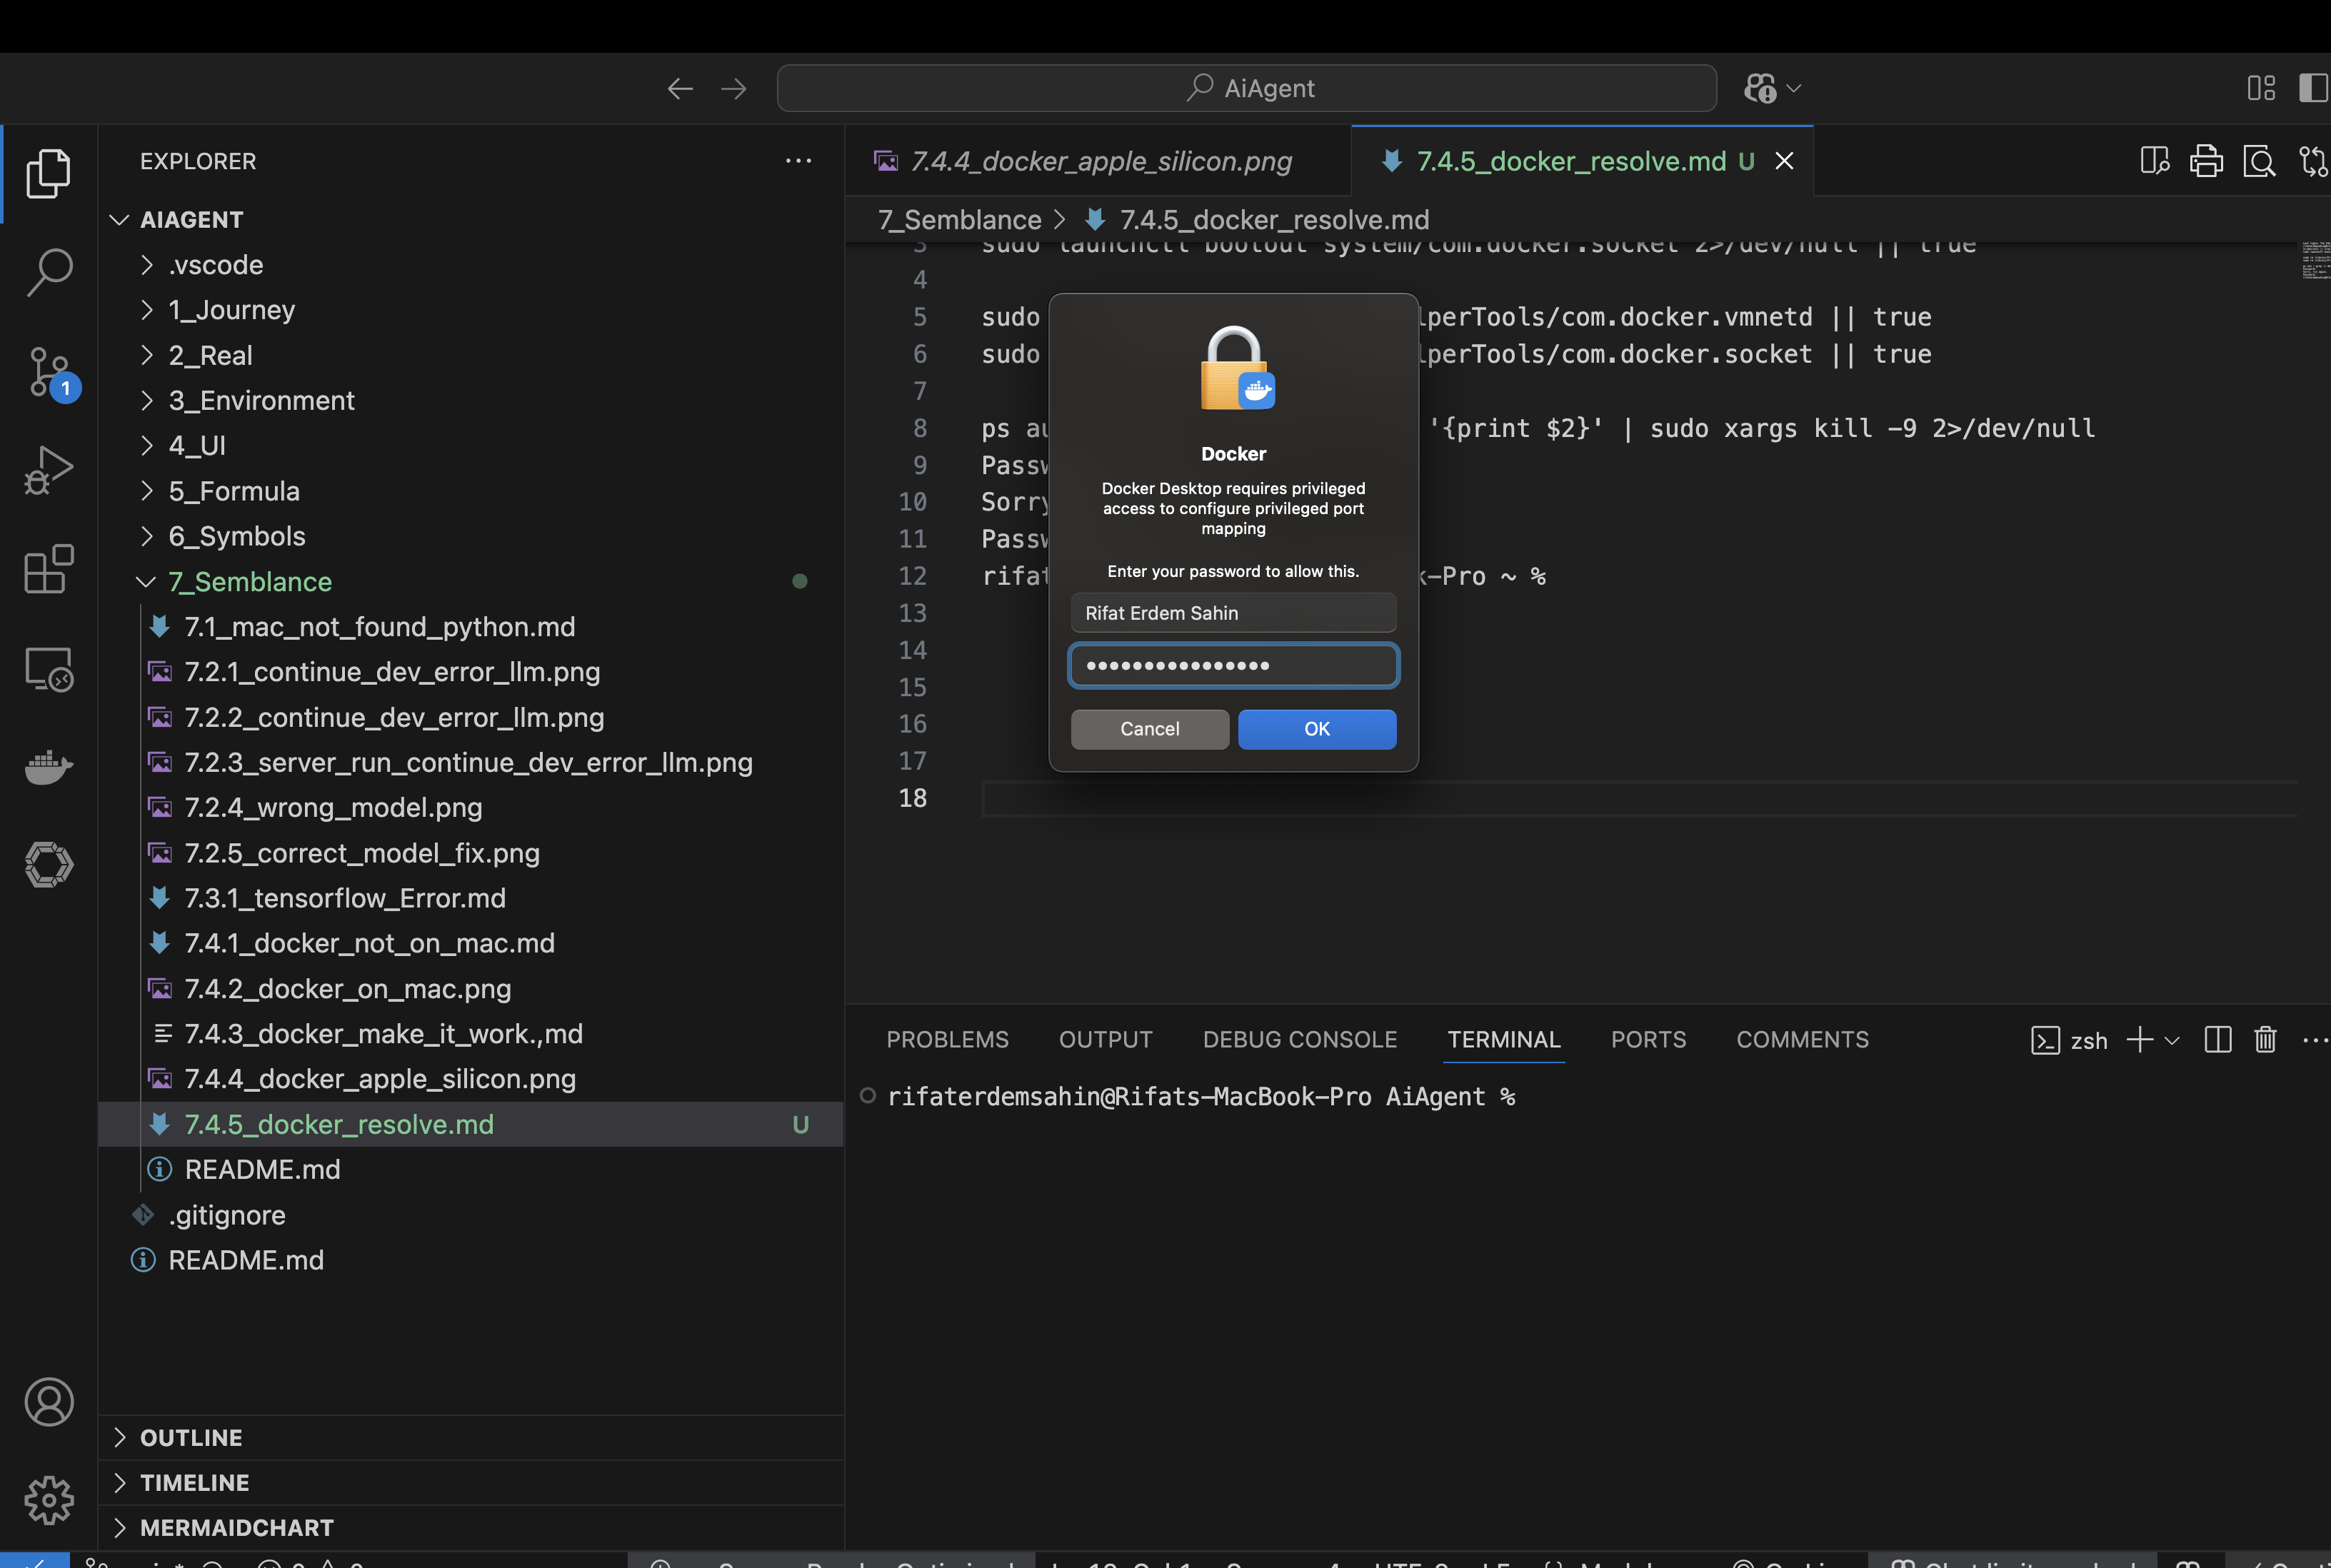 AiAgent
EXPLORER
7.4.4_docker_apple_silicon.png
7.4.5_docker_resolve.md U
AIAGENT
7_Semblance > 7.4.5_docker_resolve.md
.vscode
1_Journey
2_Real
3_Environment
4_UI
5_Formula
6_Symbols
7_Semblance
7.1_mac_not_found_python.md
7.2.1_continue_dev_error_llm.png
7.2.2_continue_dev_error_llm.png
7.2.3_server_run_continue_dev_error_llm.png
7.2.4_wrong_model.png
7.2.5_correct_model_fix.png
7.3.1_tensorflow_Error.md
7.4.1_docker_not_on_mac.md
7.4.2_docker_on_mac.png
7.4.3_docker_make_it_work.,md
7.4.4_docker_apple_silicon.png
7.4.5_docker_resolve.md U
README.md
.gitignore
README.md
OUTLINE
TIMELINE
MERMAIDCHART
1
3 sudo launchctl bootout system/com.docker.socket 2>/dev/null || true
4
5 sudo lperTools/com.docker.vmnetd || true
6 sudo lperTools/com.docker.socket || true
7
8 ps au '{print $2}' | sudo xargs kill -9 2>/dev/null
9 Passw
10 Sorry
11 Passw
12 rifat k-Pro ~ %
13
14
15
16
17
18
Docker
Docker Desktop requires privileged
access to configure privileged port
mapping
Enter your password to allow this.
Rifat Erdem Sahin
Cancel OK
PROBLEMS OUTPUT DEBUG CONSOLE TERMINAL PORTS COMMENTS
zsh
rifaterdemsahin@Rifats-MacBook-Pro AiAgent %